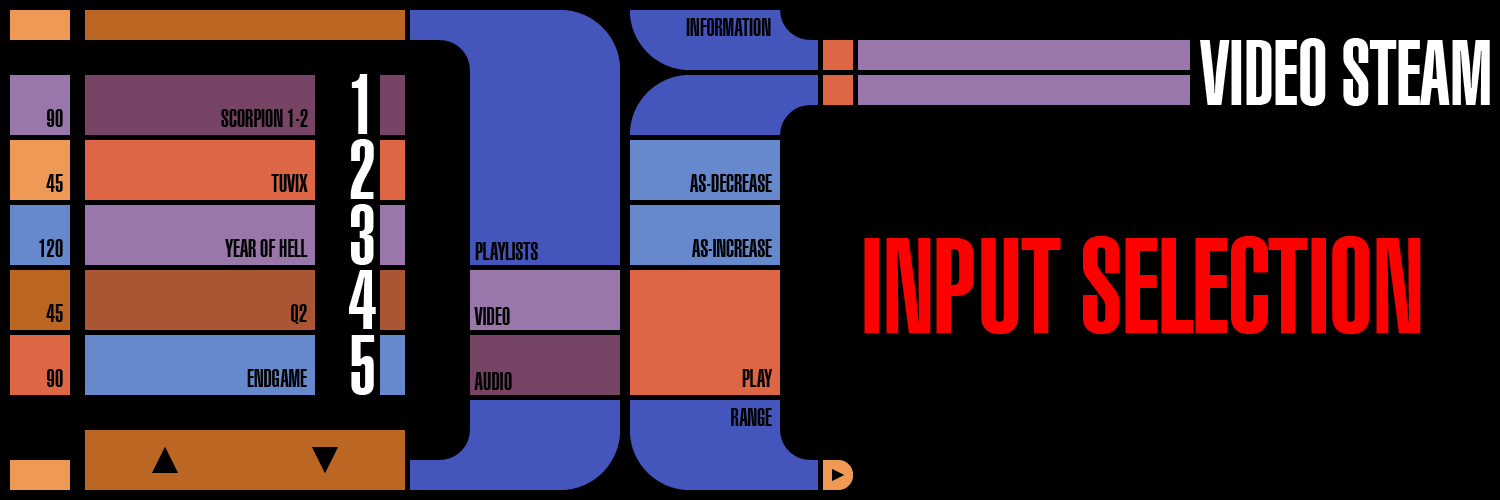 INFORMATION
VIDEO STEAM
90 SCORPION 1-2 1
45 TUVIX 2
120 YEAR OF HELL 3
45 Q2 4
90 ENDGAME 5
PLAYLISTS
VIDEO
AUDIO
AS-DECREASE
AS-INCREASE
PLAY
RANGE
INPUT SELECTION